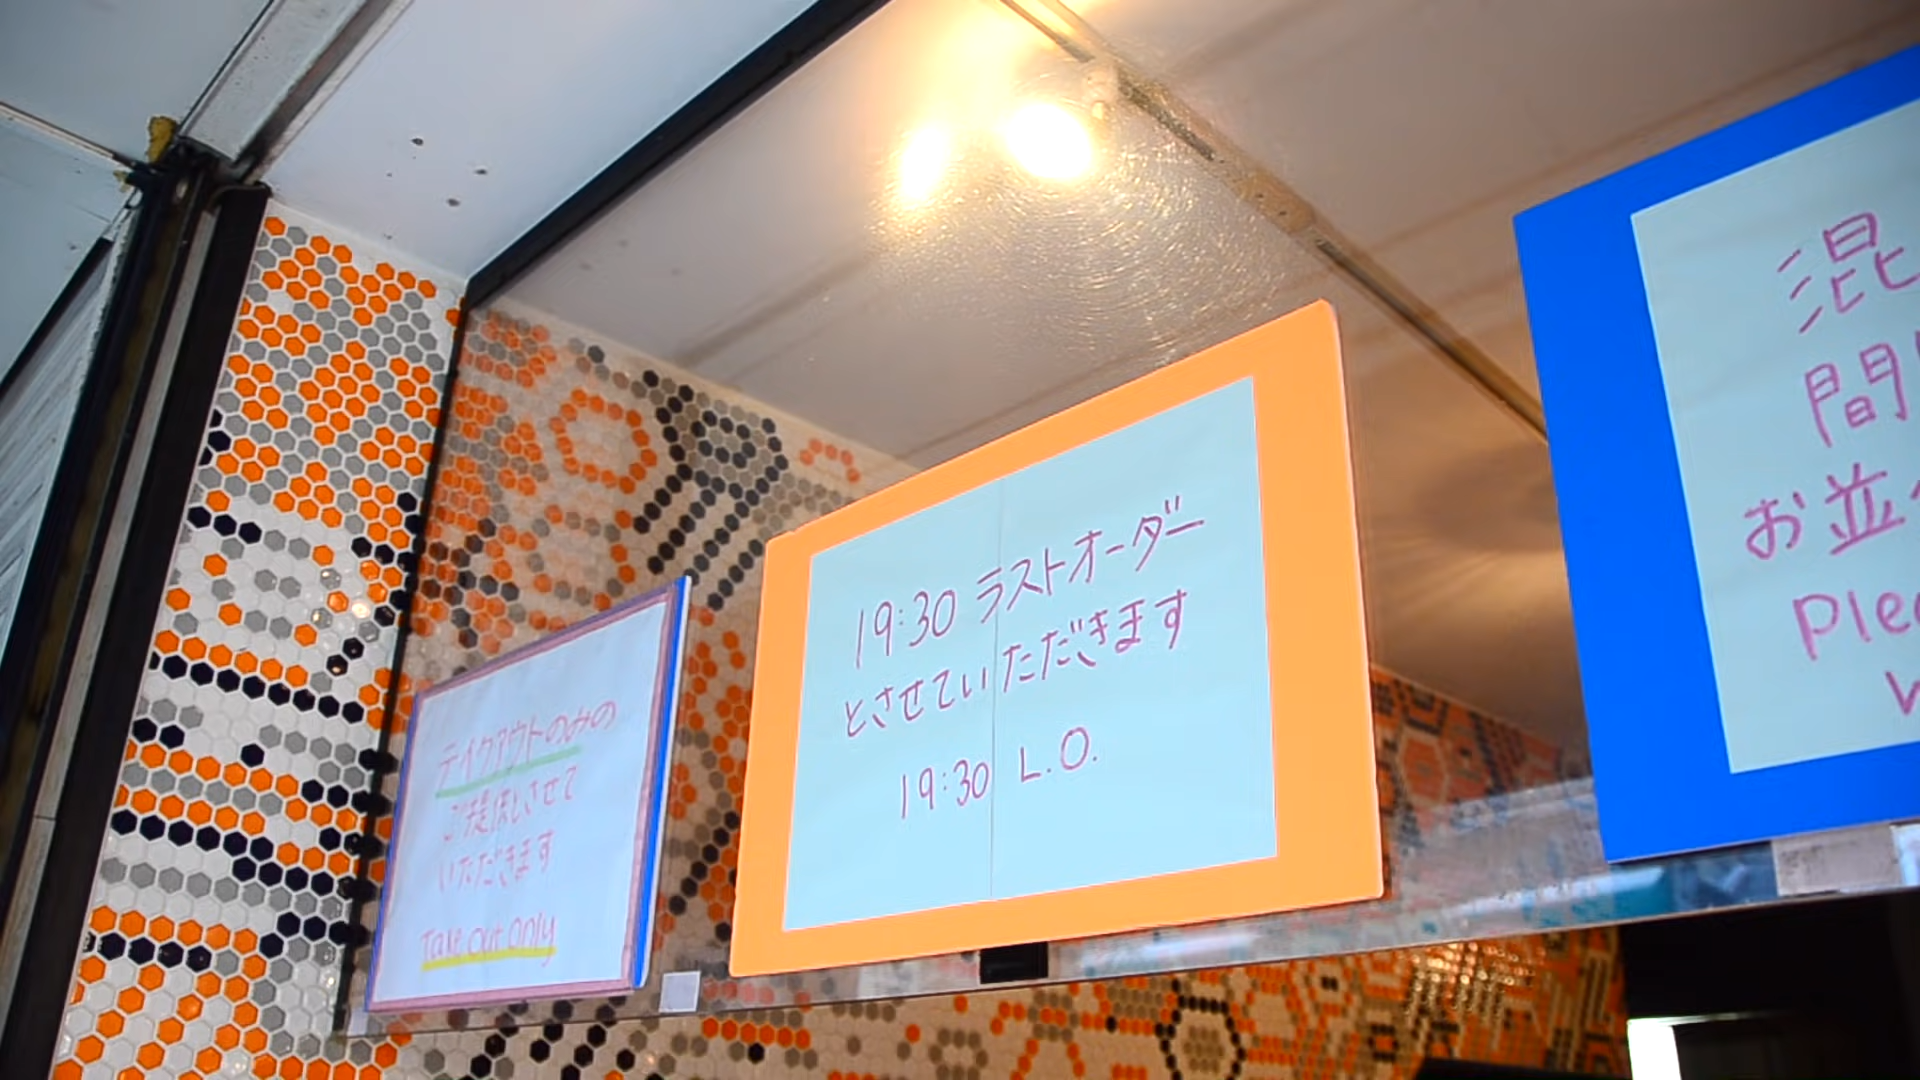 テイクアウトのみの
ご提供とさせて
いただきます
Take out Only
19:30 ラストオーダー
とさせていただきます
19:30 L.O.
混
間
お並